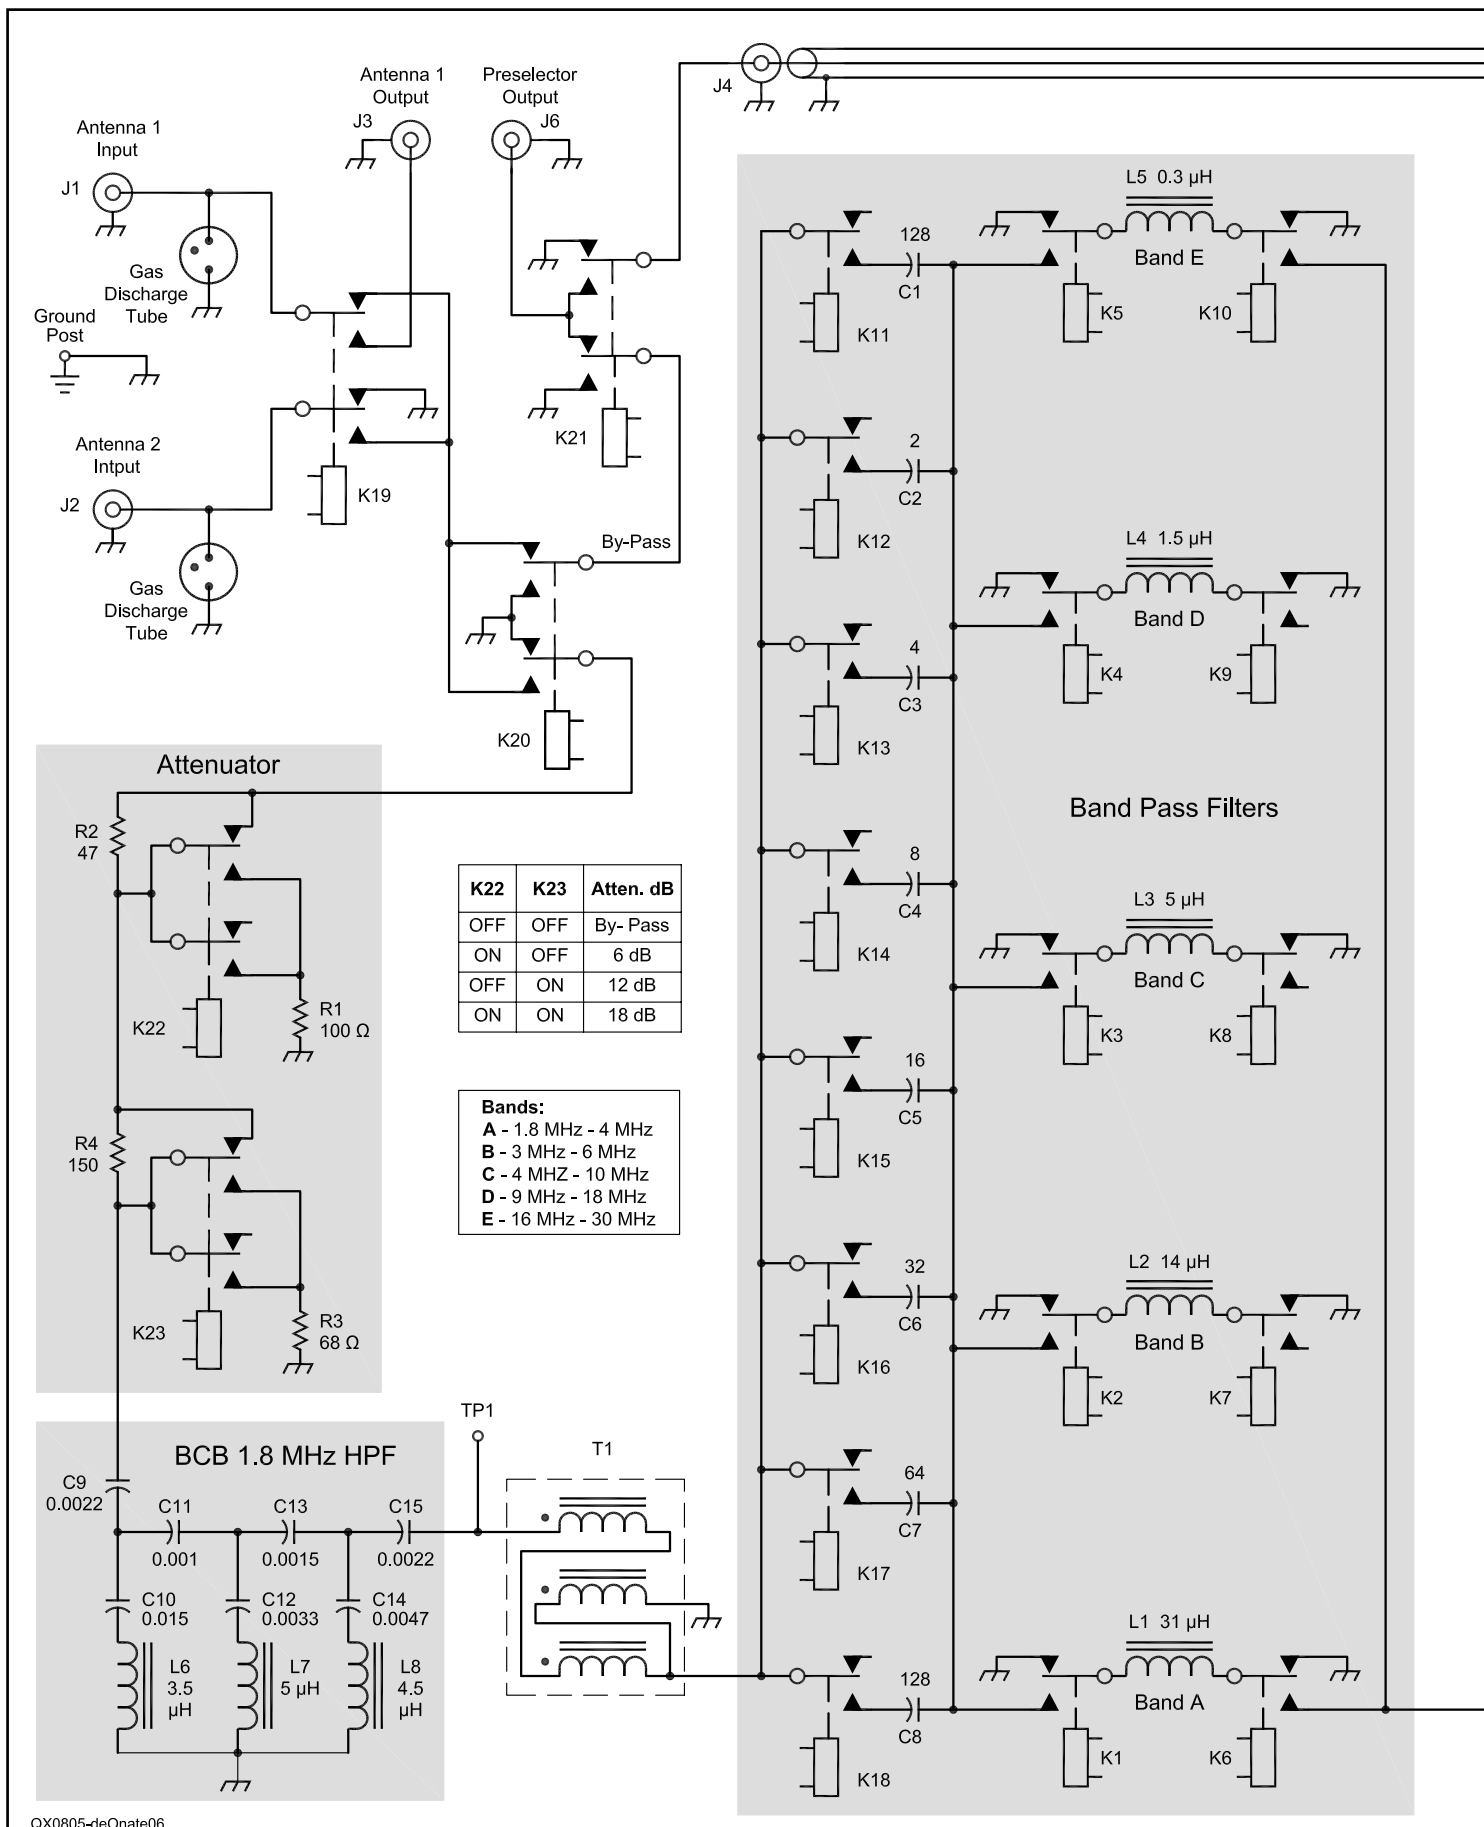 Antenna 1
Output
J3
Preselector
Output
J6
J4
Antenna 1
Input
J1
Gas
Discharge
Tube
Ground
Post
Antenna 2
Intput
J2
Gas
Discharge
Tube
K19
K21
By-Pass
K20
Attenuator
R2
47
K22
R1
100 Ω
R4
150
K23
R3
68 Ω
K22 K23 Atten. dB
OFF OFF By- Pass
ON OFF 6 dB
OFF ON 12 dB
ON ON 18 dB
Bands:
A - 1.8 MHz - 4 MHz
B - 3 MHz - 6 MHz
C - 4 MHZ - 10 MHz
D - 9 MHz - 18 MHz
E - 16 MHz - 30 MHz
BCB 1.8 MHz HPF
C9
0.0022
C11
0.001
C13
0.0015
C15
0.0022
C10
0.015
C12
0.0033
C14
0.0047
L6
3.5
µH
L7
5 µH
L8
4.5
µH
TP1
T1
Band Pass Filters
128
C1
K11
2
C2
K12
4
C3
K13
8
C4
K14
16
C5
K15
32
C6
K16
64
C7
K17
128
C8
K18
L5 0.3 µH
Band E
K5
K10
L4 1.5 µH
Band D
K4
K9
L3 5 µH
Band C
K3
K8
L2 14 µH
Band B
K2
K7
L1 31 µH
Band A
K1
K6
QX0805-deOnate06